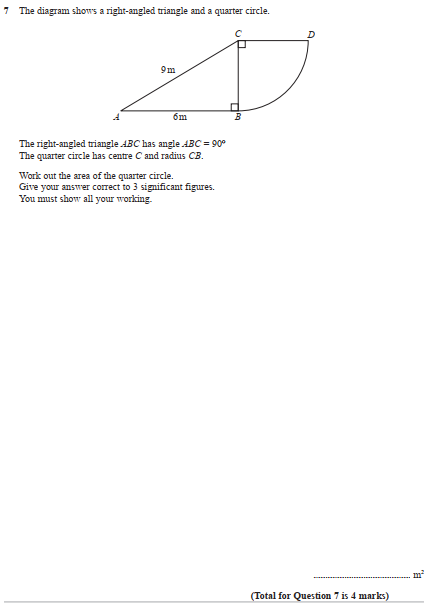 7 The diagram shows a right-angled triangle and a quarter circle.
C D
9m
A 6m B
The right-angled triangle ABC has angle ABC = 90°
The quarter circle has centre C and radius CB.
Work out the area of the quarter circle.
Give your answer correct to 3 significant figures.
You must show all your working.
.................................... m²
(Total for Question 7 is 4 marks)